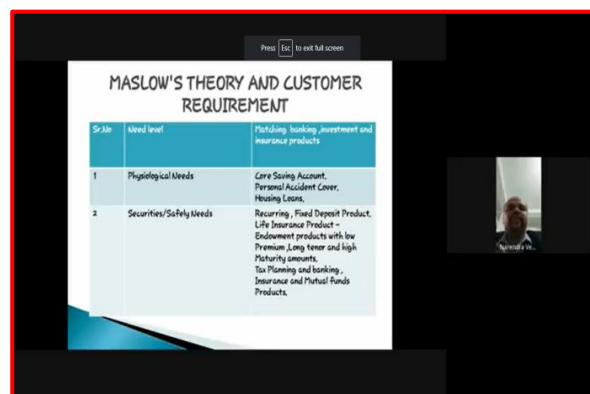 Press Esc to exit full screen
MASLOW'S THEORY AND CUSTOMER
REQUIREMENT
Sr.No Need level Matching banking ,investment and
insurance products
1 Physiological Needs Core Saving Account,
Personal Accident Cover,
Housing Loans,
2 Securities/Safely Needs Recurring , Fixed Deposit Product,
Life Insurance Product –
Endowment products with low
Premium ,Long tenor and high
Maturity amounts,
Tax Planning and banking ,
Insurance and Mutual funds
Products,
Narendra Ve...